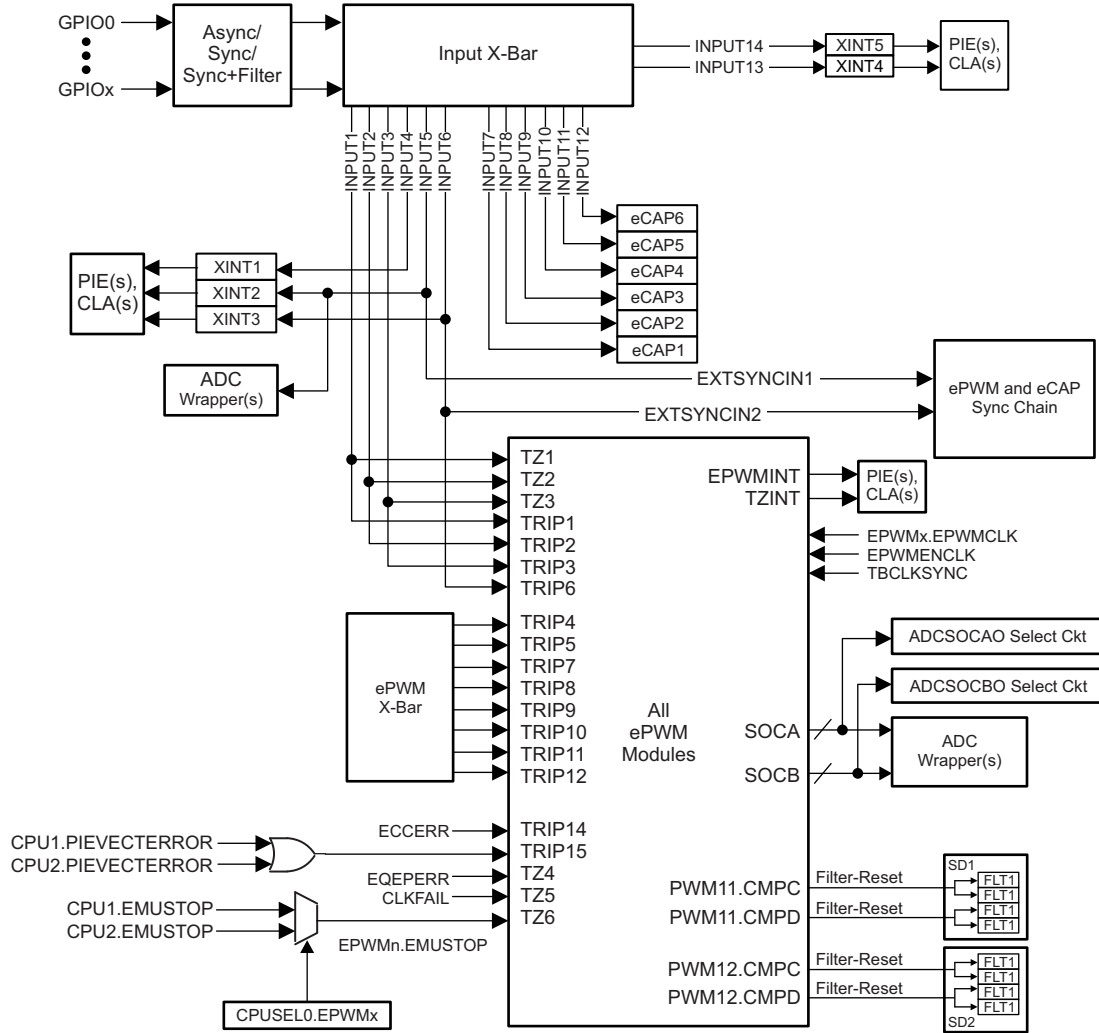 GPIO0
GPIOx
Async/
Sync/
Sync+Filter
Input X-Bar
INPUT14
INPUT13
XINT5
XINT4
PIE(s),
CLA(s)
INPUT1
INPUT2
INPUT3
INPUT4
INPUT5
INPUT6
INPUT7
INPUT8
INPUT9
INPUT10
INPUT11
INPUT12
eCAP6
eCAP5
eCAP4
eCAP3
eCAP2
eCAP1
PIE(s),
CLA(s)
XINT1
XINT2
XINT3
ADC
Wrapper(s)
EXTSYNCIN1
EXTSYNCIN2
ePWM and eCAP
Sync Chain
TZ1
TZ2
TZ3
TRIP1
TRIP2
TRIP3
TRIP6
EPWMINT
TZINT
PIE(s),
CLA(s)
EPWMx.EPWMCLK
EPWMENCLK
TBCLKSYNC
ePWM
X-Bar
TRIP4
TRIP5
TRIP7
TRIP8
TRIP9
TRIP10
TRIP11
TRIP12
All
ePWM
Modules
SOCA
SOCB
ADCSOCAO Select Ckt
ADCSOCBO Select Ckt
ADC
Wrapper(s)
CPU1.PIEVECTERROR
CPU2.PIEVECTERROR
ECCERR
TRIP14
TRIP15
EQEPERR
TZ4
CLKFAIL
TZ5
TZ6
CPU1.EMUSTOP
CPU2.EMUSTOP
EPWMn.EMUSTOP
CPUSEL0.EPWMx
PWM11.CMPC
PWM11.CMPD
Filter-Reset
Filter-Reset
SD1
FLT1
FLT1
FLT1
FLT1
PWM12.CMPC
PWM12.CMPD
Filter-Reset
Filter-Reset
FLT1
FLT1
FLT1
FLT1
SD2